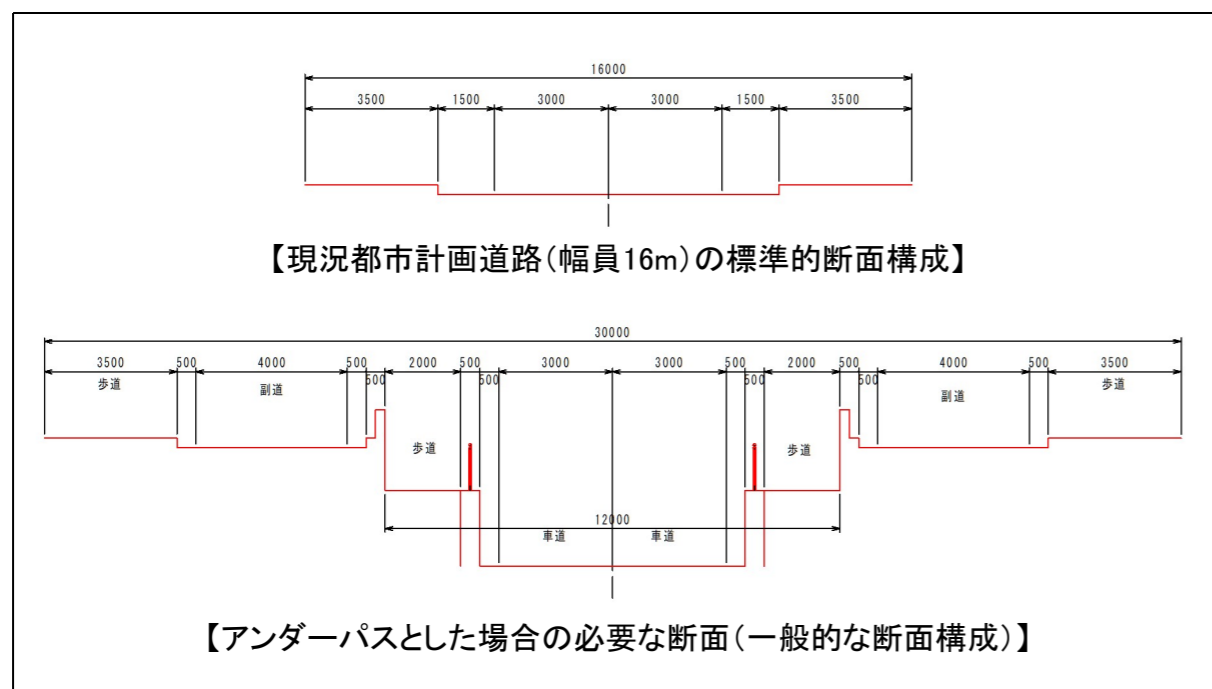 16000
3500 1500 3000 3000 1500 3500
【現況都市計画道路(幅員16m)の標準的断面構成】
30000
3500 500 4000 500 500 2000 500 500 3000 3000 500 500 2000 500 500 4000 500 3500
歩道 副道 副道 歩道
歩道 歩道
12000
車道 車道
【アンダーパスとした場合の必要な断面(一般的な断面構成)】